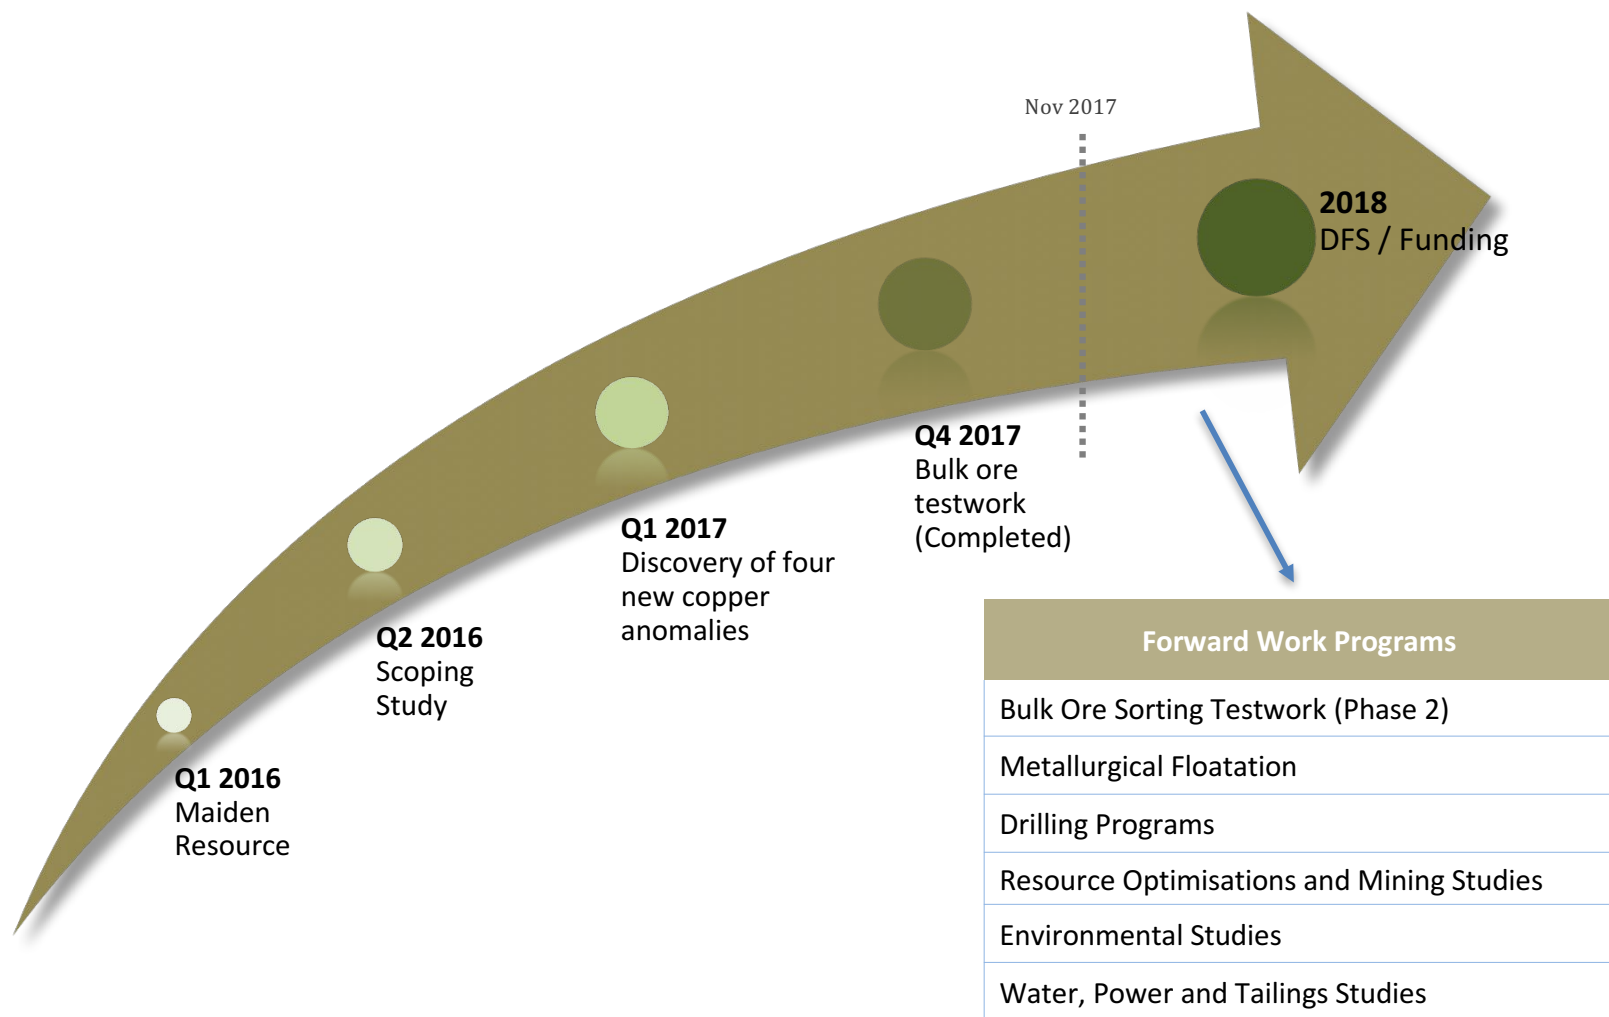 Nov 2017
2018
DFS / Funding
Q4 2017
Bulk ore
testwork
(Completed)
Q1 2017
Discovery of four
new copper
anomalies
Q2 2016
Scoping
Study
Q1 2016
Maiden
Resource
Forward Work Programs
Bulk Ore Sorting Testwork (Phase 2)
Metallurgical Floatation
Drilling Programs
Resource Optimisations and Mining Studies
Environmental Studies
Water, Power and Tailings Studies